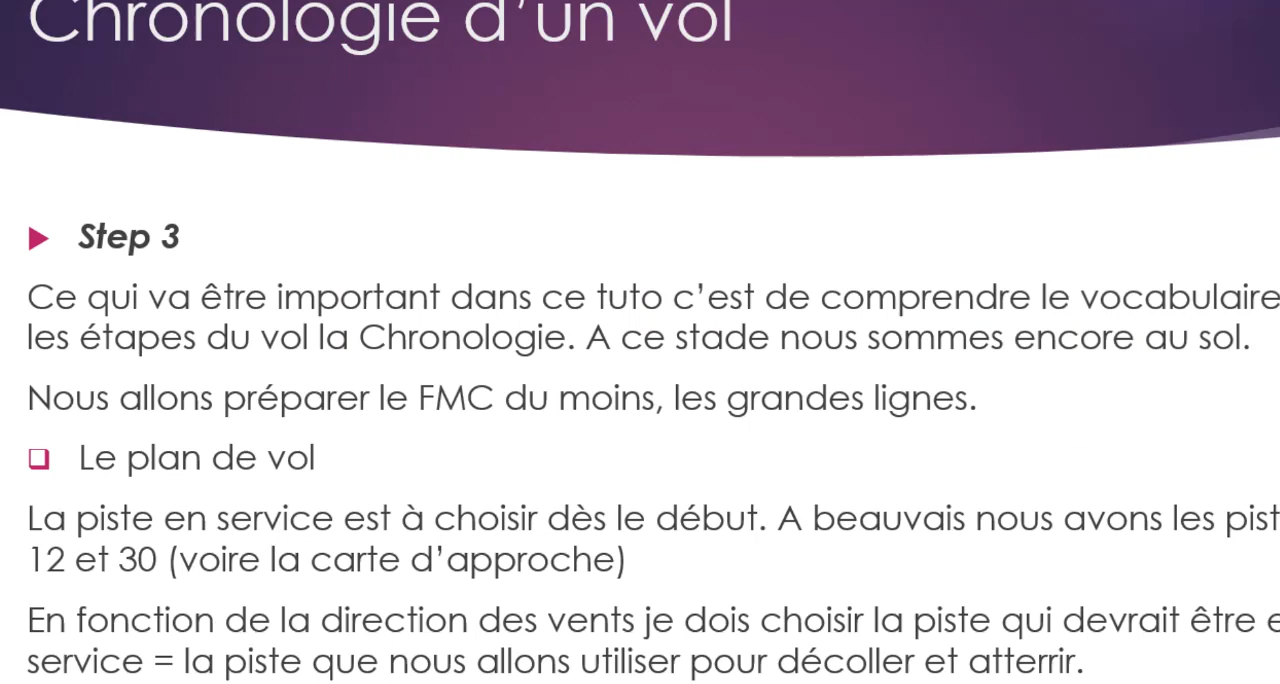 Chronologie d'un vol
Step 3
Ce qui va être important dans ce tuto c'est de comprendre le vocabulaire
les étapes du vol la Chronologie. A ce stade nous sommes encore au sol.
Nous allons préparer le FMC du moins, les grandes lignes.
Le plan de vol
La piste en service est à choisir dès le début. A beauvais nous avons les
12 et 30 (voire la carte d'approche)
En fonction de la direction des vents je dois choisir la piste qui devrait être
service = la piste que nous allons utiliser pour décoller et atterrir.